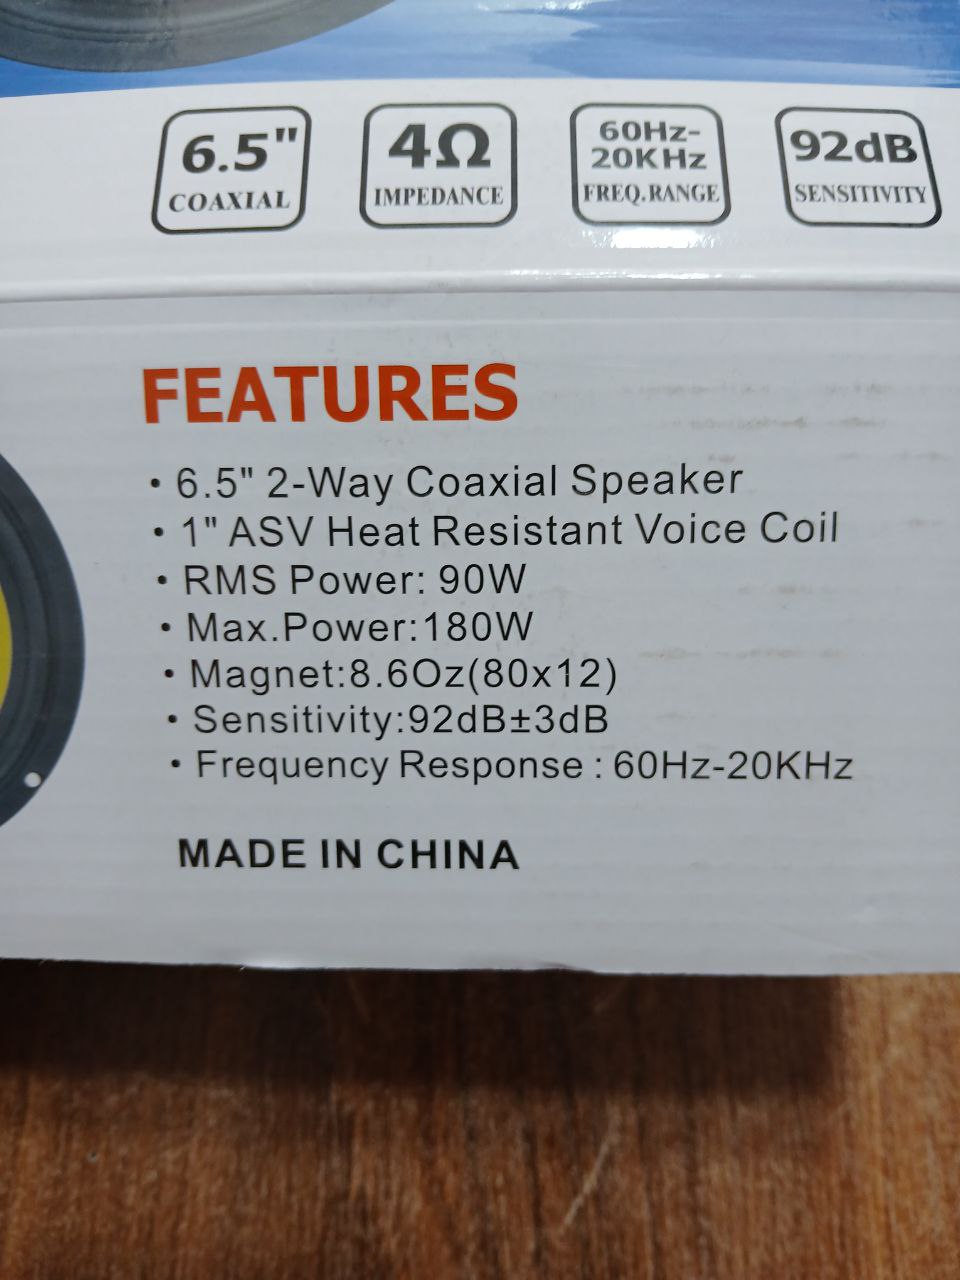 6.5"
COAXIAL
4Ω
IMPEDANCE
60Hz-
20KHz
FREQ.RANGE
92dB
SENSITIVITY
FEATURES
· 6.5" 2-Way Coaxial Speaker
· 1" ASV Heat Resistant Voice Coil
· RMS Power: 90W
· Max.Power:180W
· Magnet:8.6Oz(80x12)
· Sensitivity:92dB±3dB
· Frequency Response : 60Hz-20KHz
MADE IN CHINA